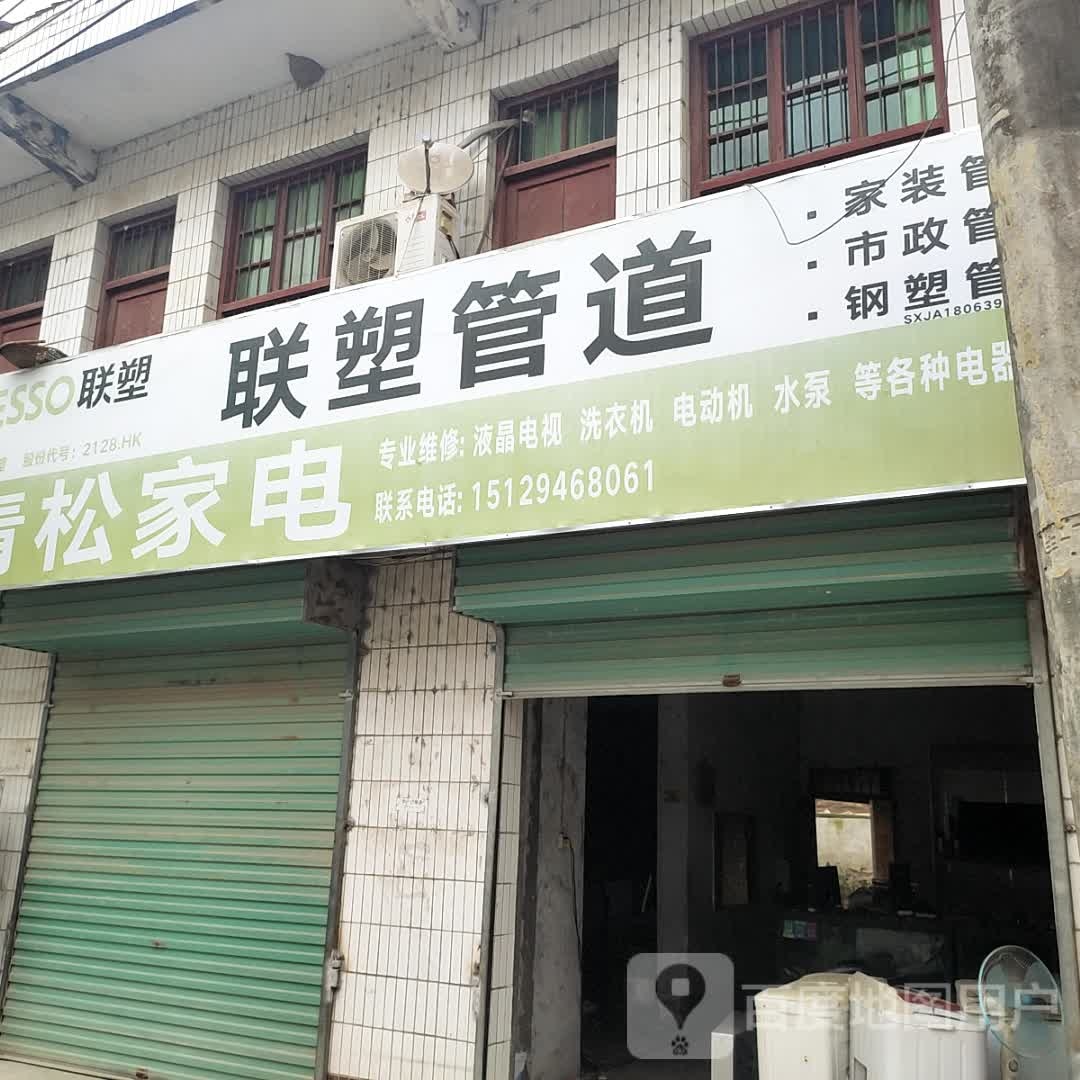 ESSO联塑
股份代号：2128.HK
联塑管道
·家装管
·市政管
·钢塑管
SXJA180639
清松家电
专业维修: 液晶电视 洗衣机 电动机 水泵 等各种电器
联系电话: 15129468061
百度地图用户